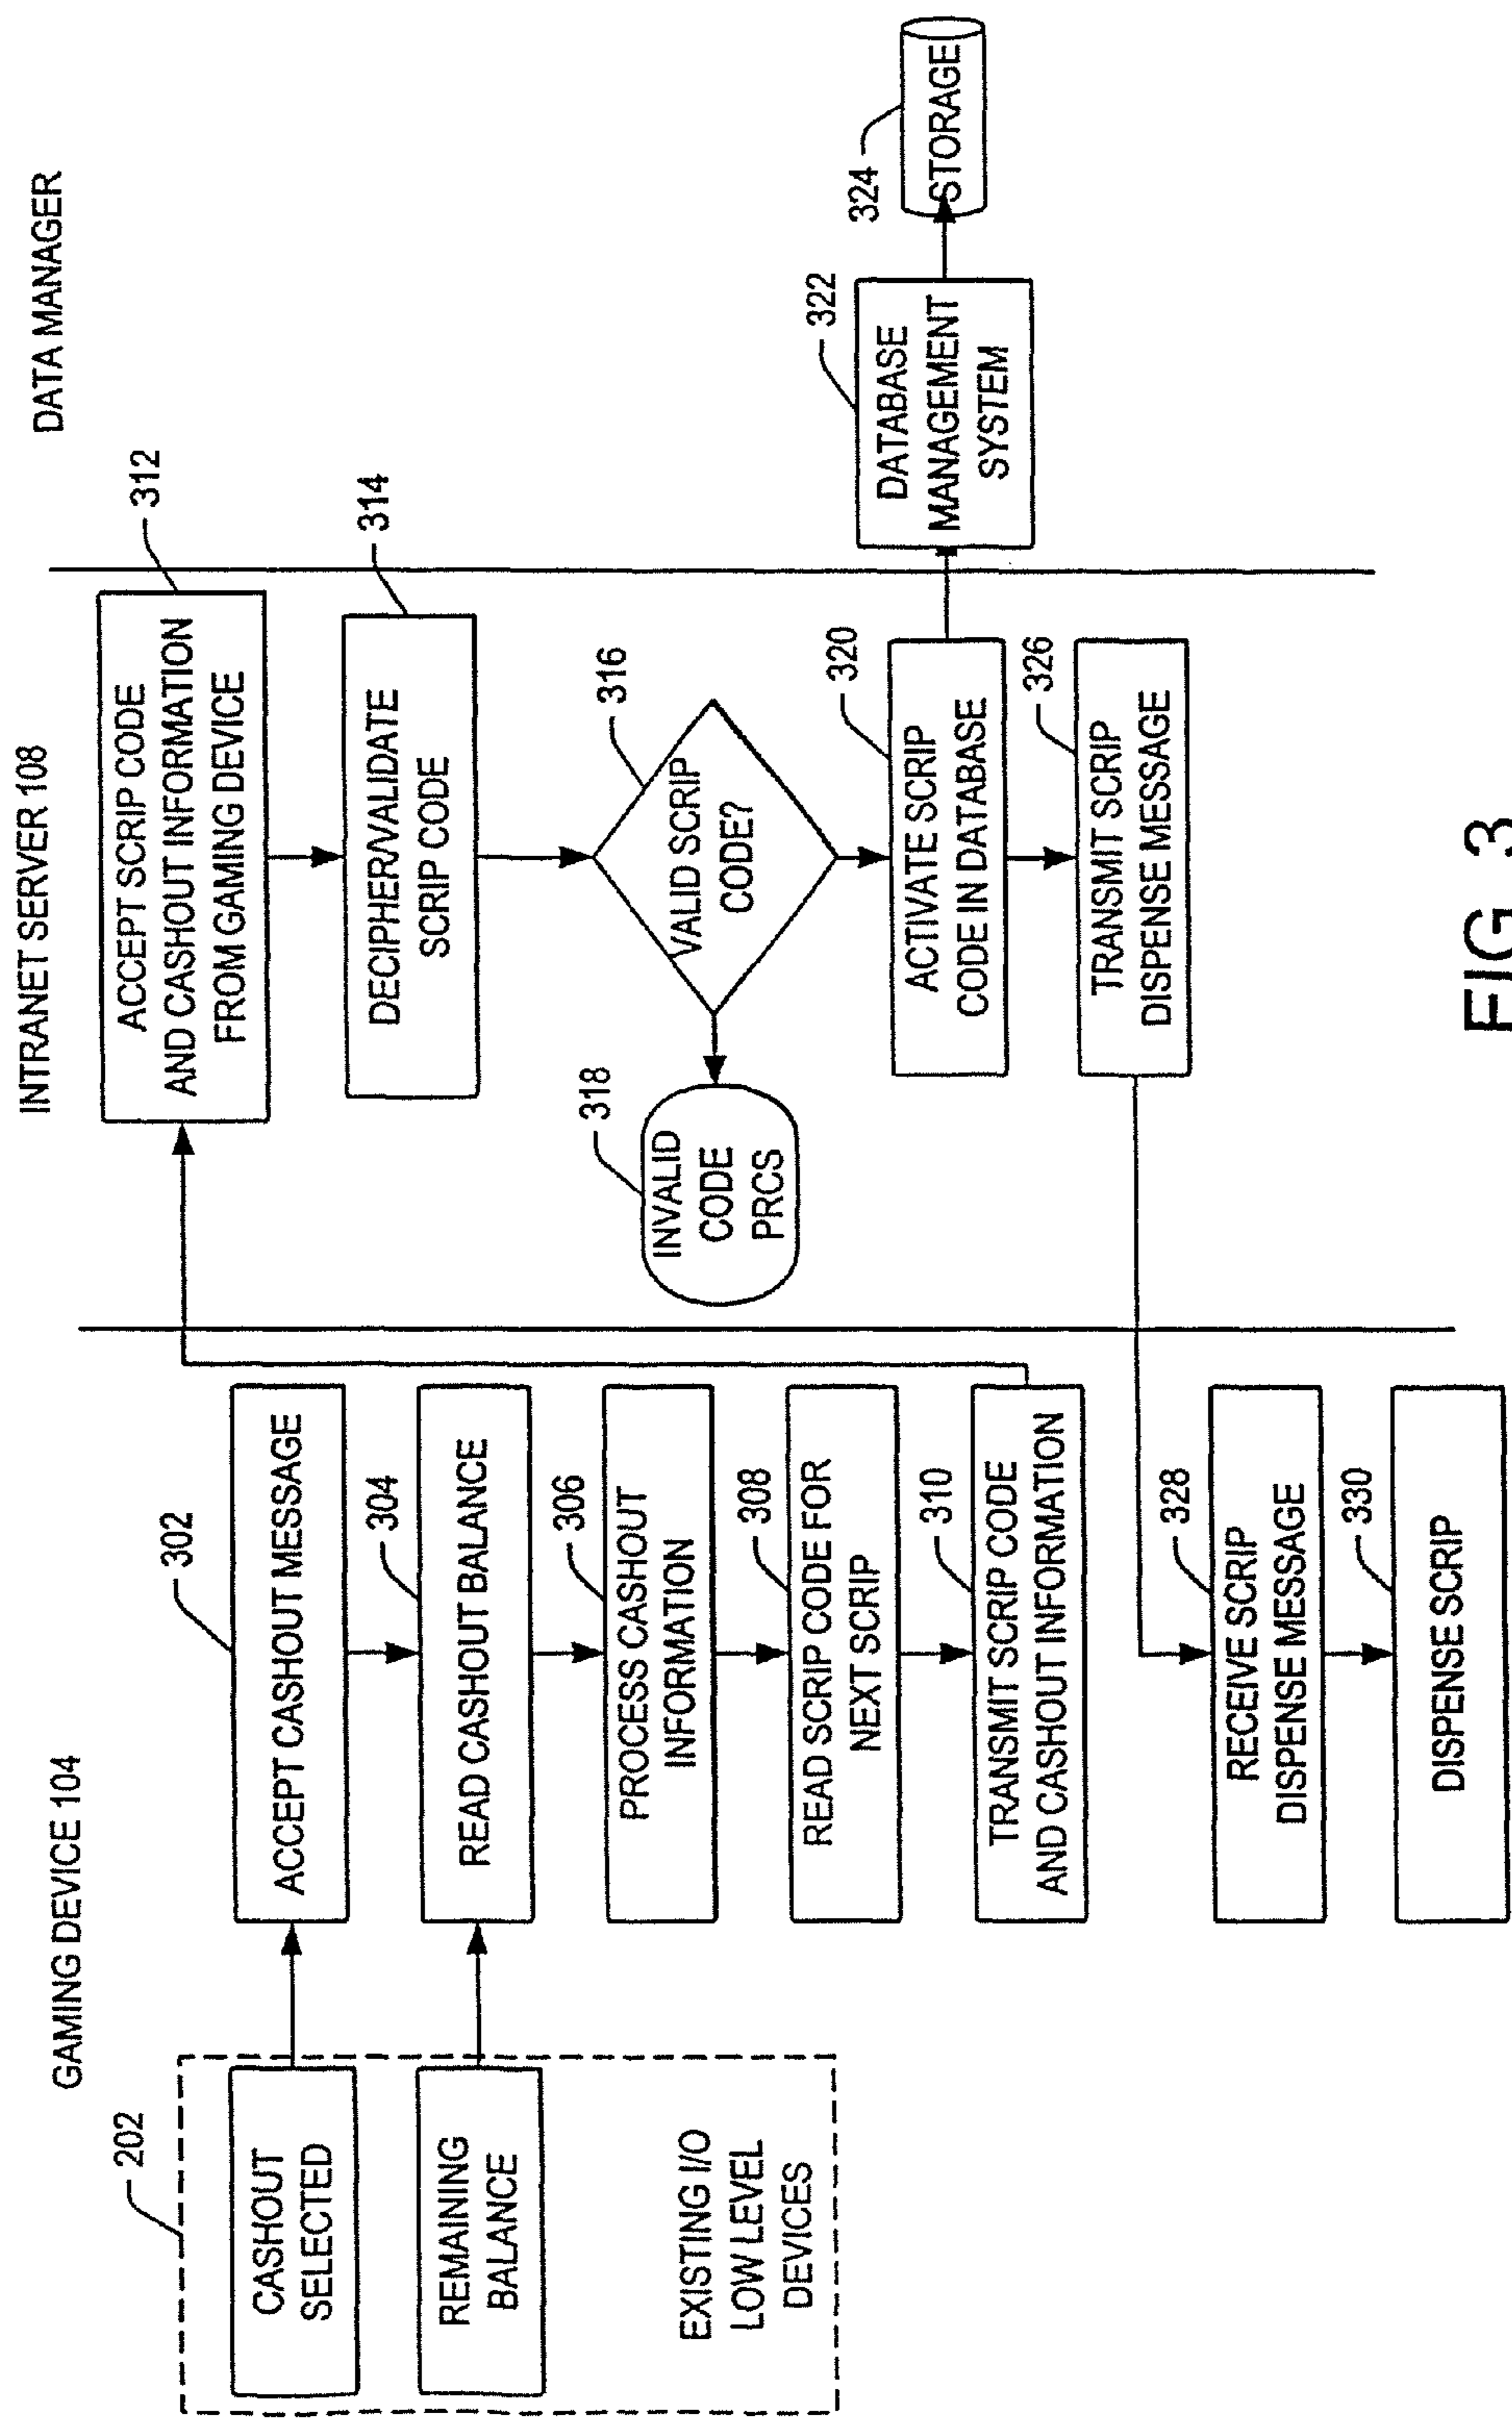 GAMING DEVICE 104
INTRANET SERVER 108
DATA MANAGER
202
CASHOUT
SELECTED
REMAINING
BALANCE
EXISTING I/O
LOW LEVEL
DEVICES
302
ACCEPT CASHOUT MESSAGE
304
READ CASHOUT BALANCE
306
PROCESS CASHOUT
INFORMATION
308
READ SCRIP CODE FOR
NEXT SCRIP
310
TRANSMIT SCRIP CODE
AND CASHOUT INFORMATION
328
RECEIVE SCRIP
DISPENSE MESSAGE
330
DISPENSE SCRIP
312
ACCEPT SCRIP CODE
AND CASHOUT INFORMATION
FROM GAMING DEVICE
314
DECIPHER/VALIDATE
SCRIP CODE
316
VALID SCRIP
CODE?
318
INVALID
CODE
PRCS
320
ACTIVATE SCRIP
CODE IN DATABASE
326
TRANSMIT SCRIP
DISPENSE MESSAGE
322
DATABASE
MANAGEMENT
SYSTEM
324
STORAGE
FIG. 3